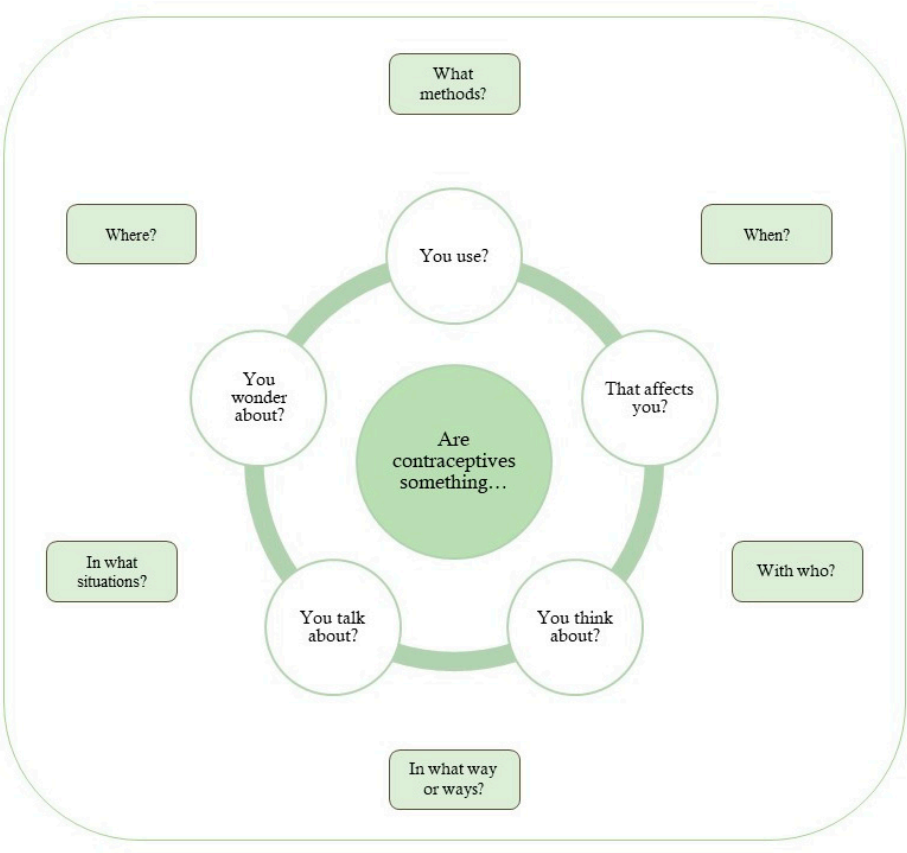 What
methods?
Where?
When?
You use?
You
wonder
about?
That affects
you?
Are
contraceptives
something…
In what
situations?
With who?
You talk
about?
You think
about?
In what way
or ways?